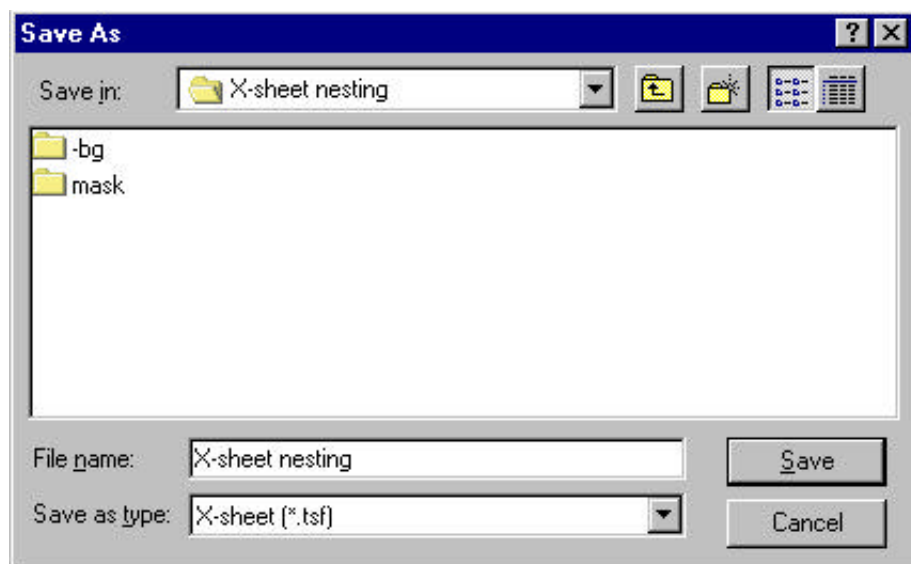 Save As
Save in: X-sheet nesting
-bg
mask
File name: X-sheet nesting Save
Save as type: X-sheet (*.tsf) Cancel